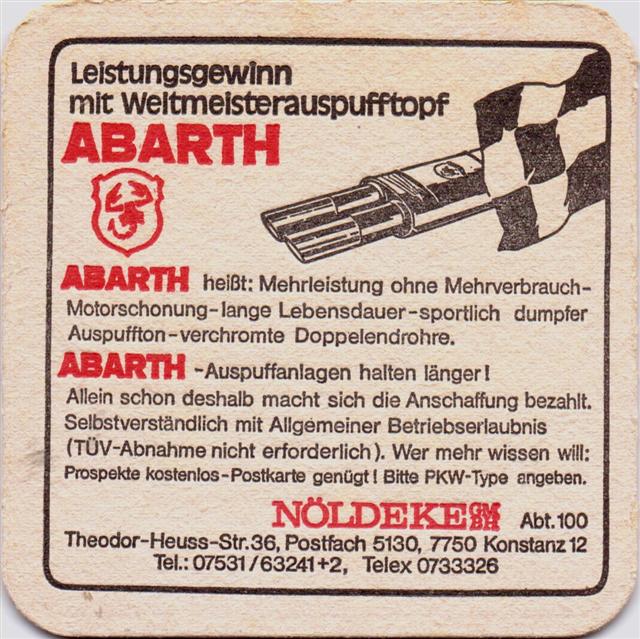 Leistungsgewinn
mit Weltmeisterauspufftopf
ABARTH
ABARTH heißt: Mehrleistung ohne Mehrverbrauch-
Motorschonung-lange Lebensdauer-sportlich dumpfer
Auspuffton-verchromte Doppelendrohre.
ABARTH -Auspuffanlagen halten länger!
Allein schon deshalb macht sich die Anschaffung bezahlt.
Selbstverständlich mit Allgemeiner Betriebserlaubnis
(TÜV-Abnahme nicht erforderlich). Wer mehr wissen will:
Prospekte kostenlos-Postkarte genügt! Bitte PKW-Type angeben.
NÖLDEKE GMBH Abt.100
Theodor-Heuss-Str.36, Postfach 5130, 7750 Konstanz 12
Tel.: 07531/63241+2, Telex 0733326